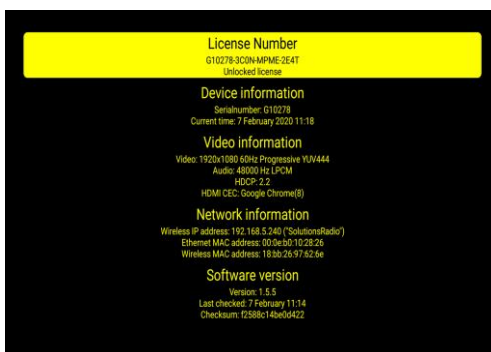 License Number
G10278-3C0N-MPME-2E4T
Unlocked license
Device information
Serialnumber: G10278
Current time: 7 February 2020 11:18
Video information
Video: 1920x1080 60Hz Progressive YUV444
Audio: 48000 Hz LPCM
HDCP: 2.2
HDMI CEC: Google Chrome(8)
Network information
Wireless IP address: 192.168.5.240 ("SolutionsRadio")
Ethernet MAC address: 00:0e:b0:10:28:26
Wireless MAC address: 18:bb:26:97:62:6e
Software version
Version: 1.5.5
Last checked: 7 February 11:14
Checksum: f2588c14be0d422